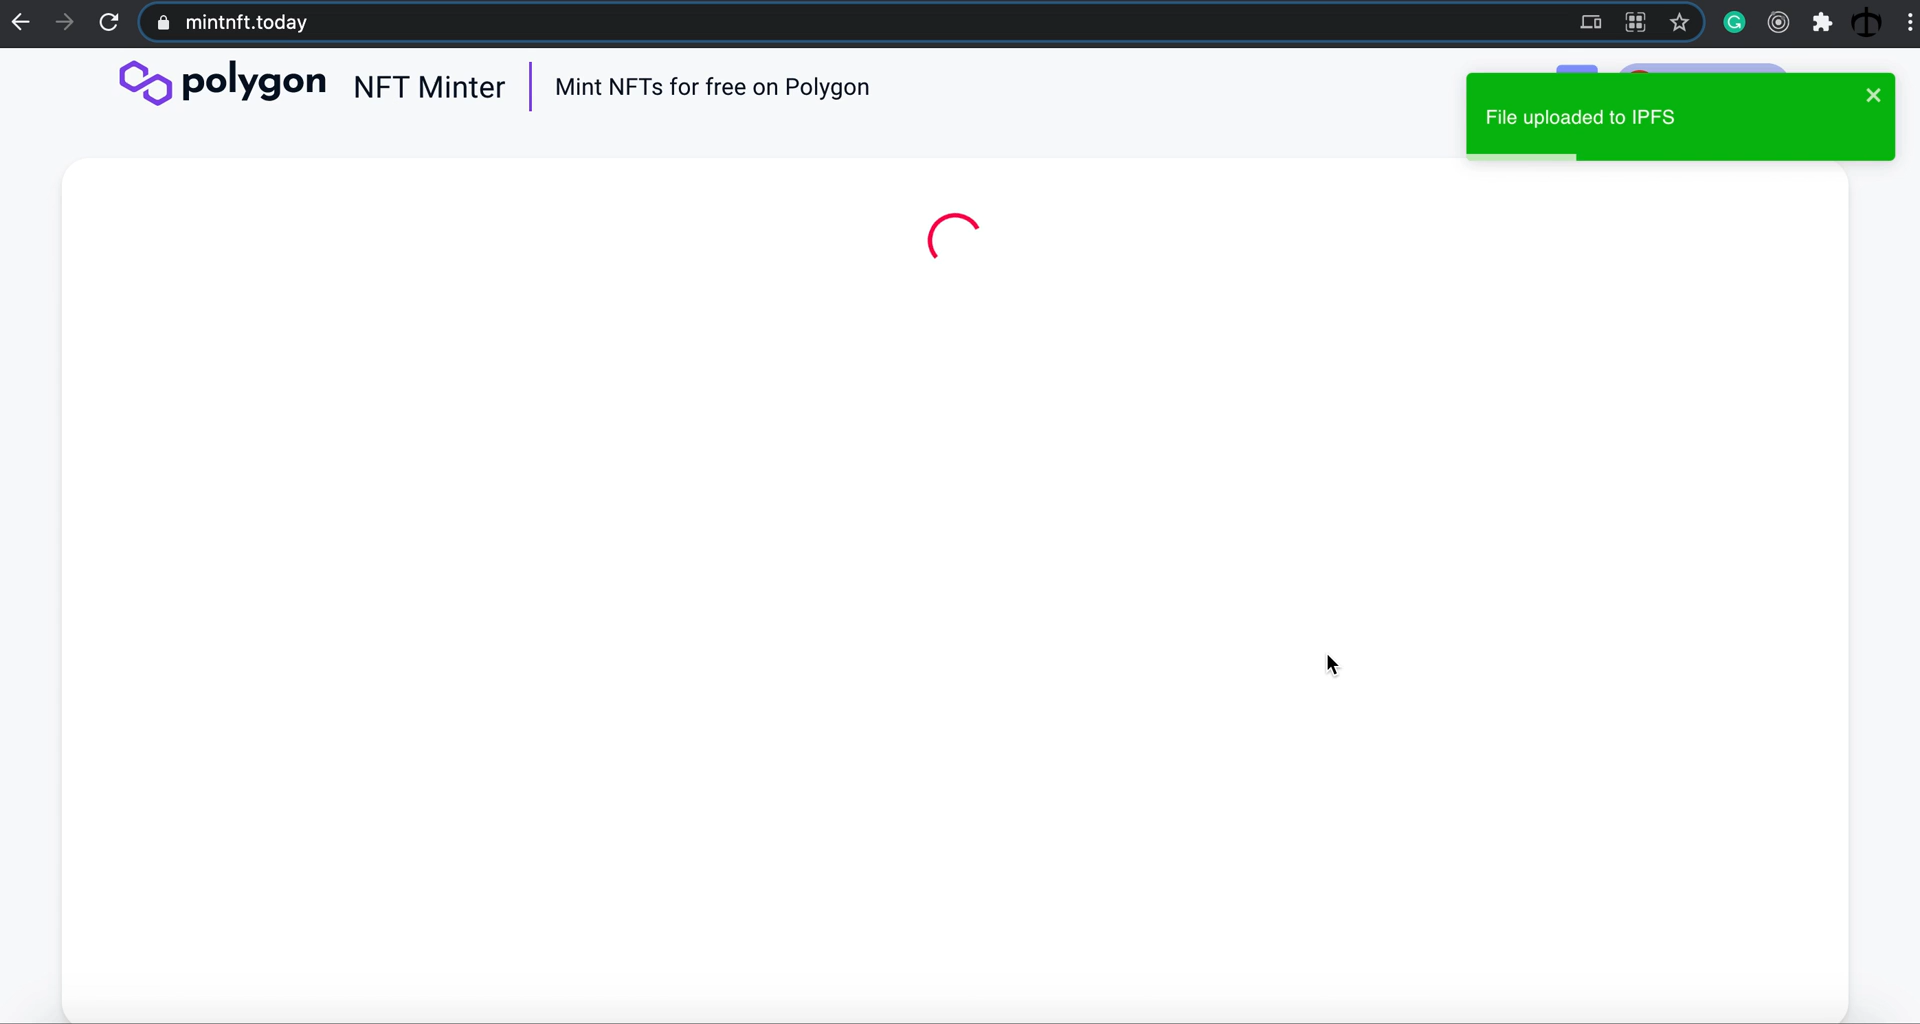 mintnft.today
polygon NFT Minter Mint NFTs for free on Polygon
File uploaded to IPFS